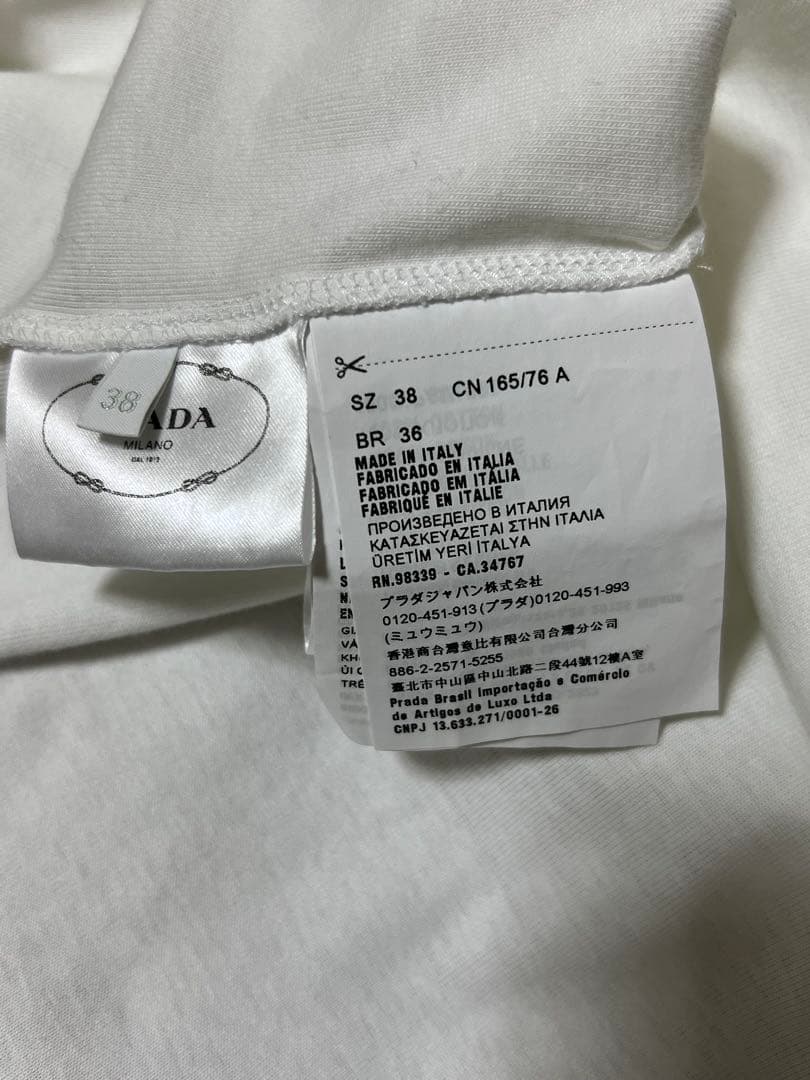 38
ADA
MILANO
DAL 1913
SZ 38 CN 165/76 A
BR 36
MADE IN ITALY
FABRICADO EN ITALIA
FABRICADO EM ITÁLIA
FABRIQUÉ EN ITALIE
ПРОИЗВЕДЕНО В ИТАЛИЯ
ΚΑΤΑΣΚΕΥΑΖΕΤΑΙ ΣΤΗΝ ΙΤΑΛΙΑ
ÜRETİM YERİ İTALYA
RN.98339 - CA.34767
プラダジャパン株式会社
0120-451-913(プラダ)0120-451-993
(ミュウミュウ)
香港商台灣意比有限公司台灣分公司
886-2-2571-5255
臺北市中山區中山北路二段44號12樓A室
Prada Brasil Importação e Comércio
de Artigos de Luxo Ltda
CNPJ 13.633.271/0001-26